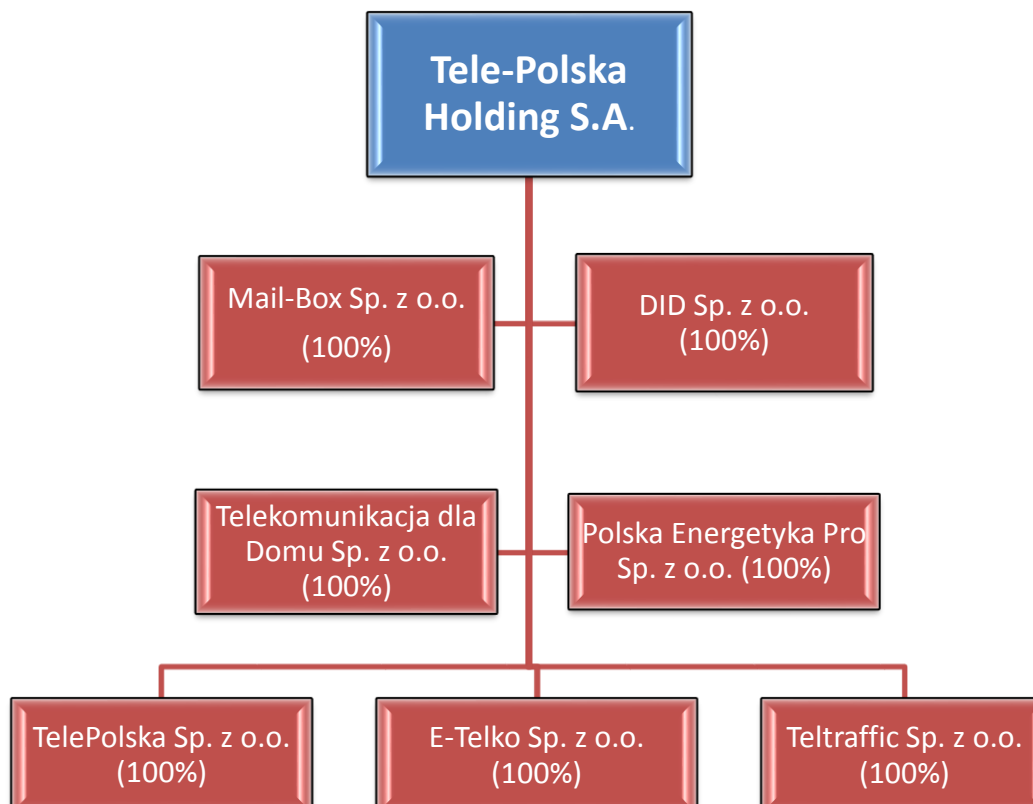 Tele-Polska
Holding S.A.
Mail-Box Sp. z o.o.
(100%)
DID Sp. z o.o.
(100%)
Telekomunikacja dla
Domu Sp. z o.o.
(100%)
Polska Energetyka Pro
Sp. z o.o. (100%)
TelePolska Sp. z o.o.
(100%)
E-Telko Sp. z o.o.
(100%)
Teltraffic Sp. z o.o.
(100%)